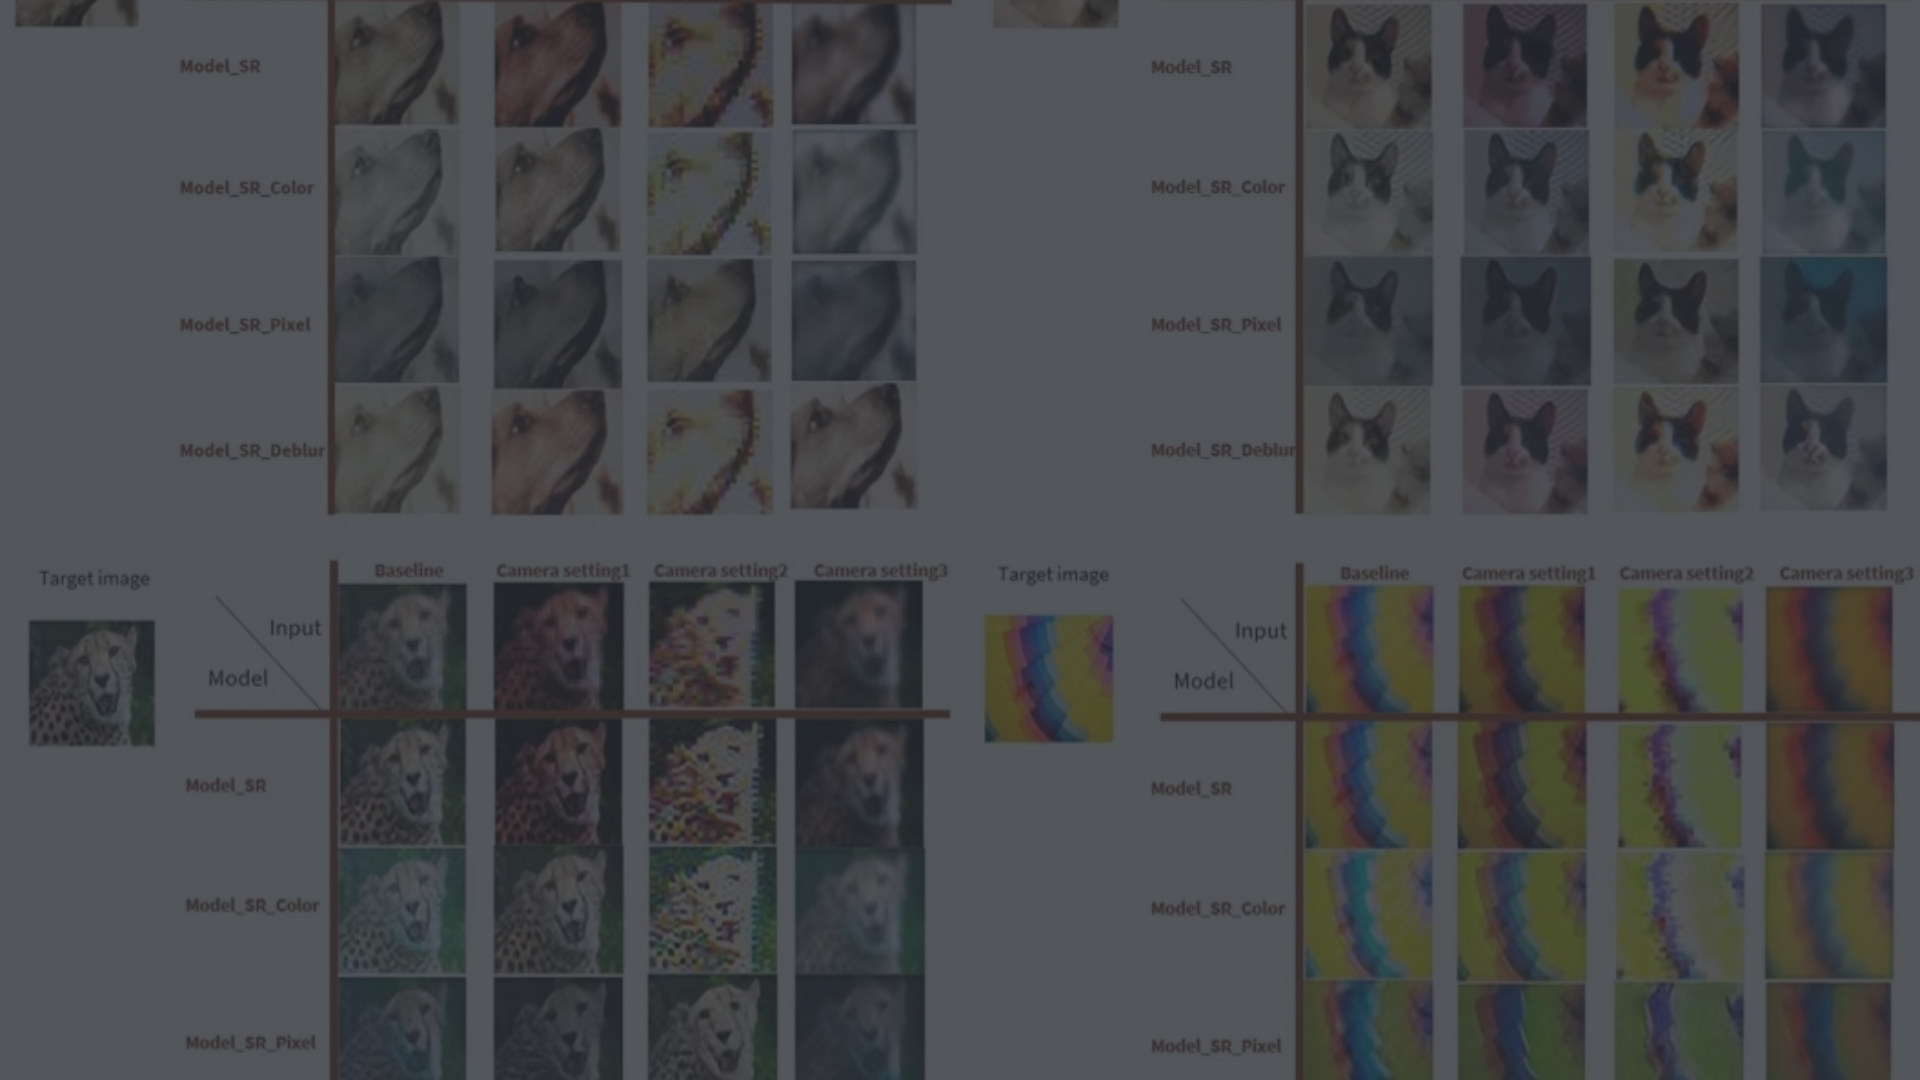 Model_SR
Model_SR_Color
Model_SR_Pixel
Model_SR_Deblur
Model_SR
Model_SR_Color
Model_SR_Pixel
Model_SR_Deblur
Target image
Input
Model
Baseline Camera setting1 Camera setting2 Camera setting3
Model_SR
Model_SR_Color
Model_SR_Pixel
Target image
Input
Model
Baseline Camera setting1 Camera setting2 Camera setting3
Model_SR
Model_SR_Color
Model_SR_Pixel